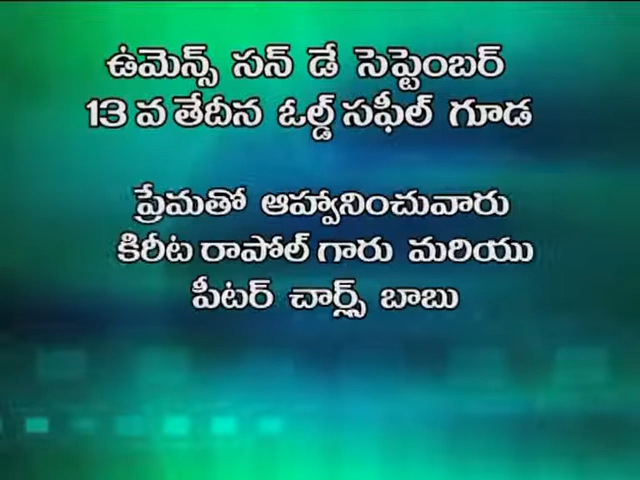 ఉమెన్స్ సన్ డే సెప్టెంబర్
13 వ తేదీన ఓల్డ్ సఫీల్ గూడ
ప్రేమతో ఆహ్వానించువారు
కిరీట రాపోల్ గారు మరియు
పీటర్ చార్ల్స్ బాబు